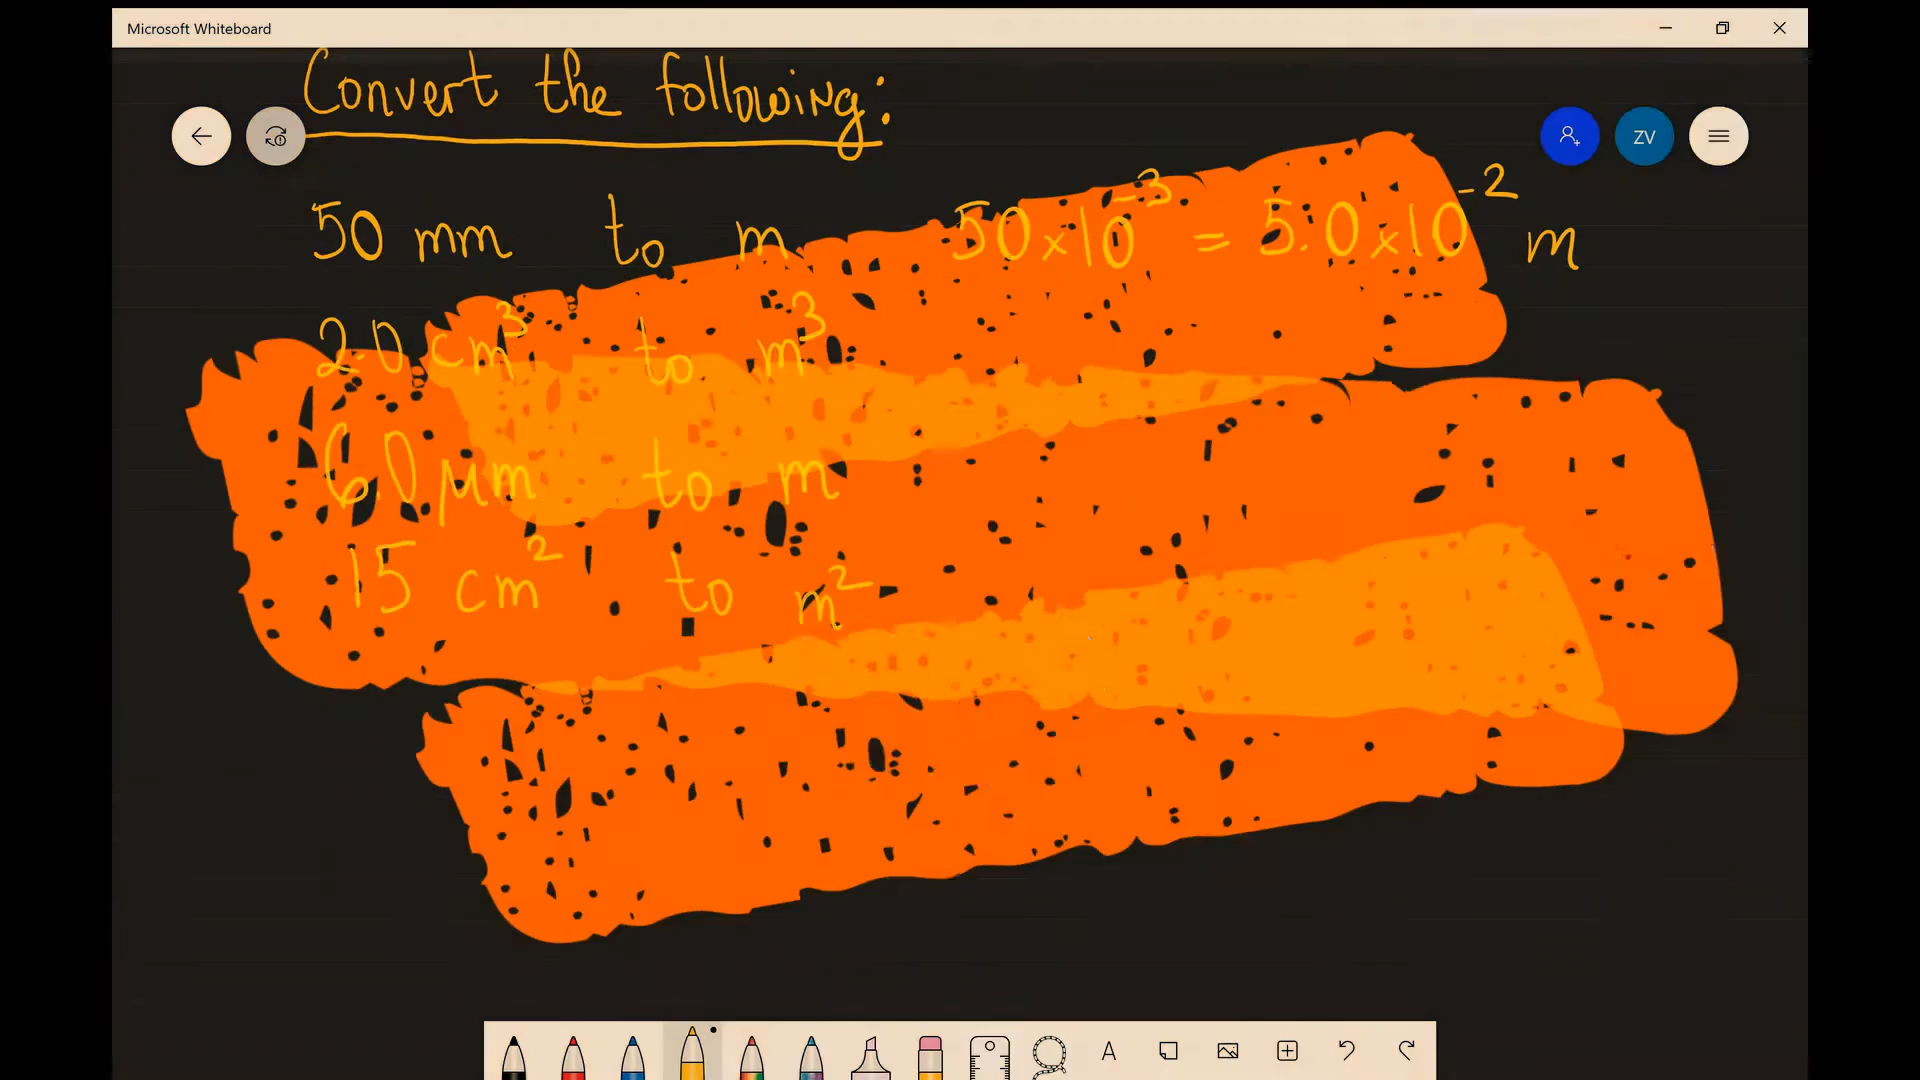 Microsoft Whiteboard
Convert the following:
ZV
50 mm to m 50 × 10⁻³ = 5.0 × 10⁻² m
2.0 cm³ to m³
6.0 μm to m
15 cm² to m²
A